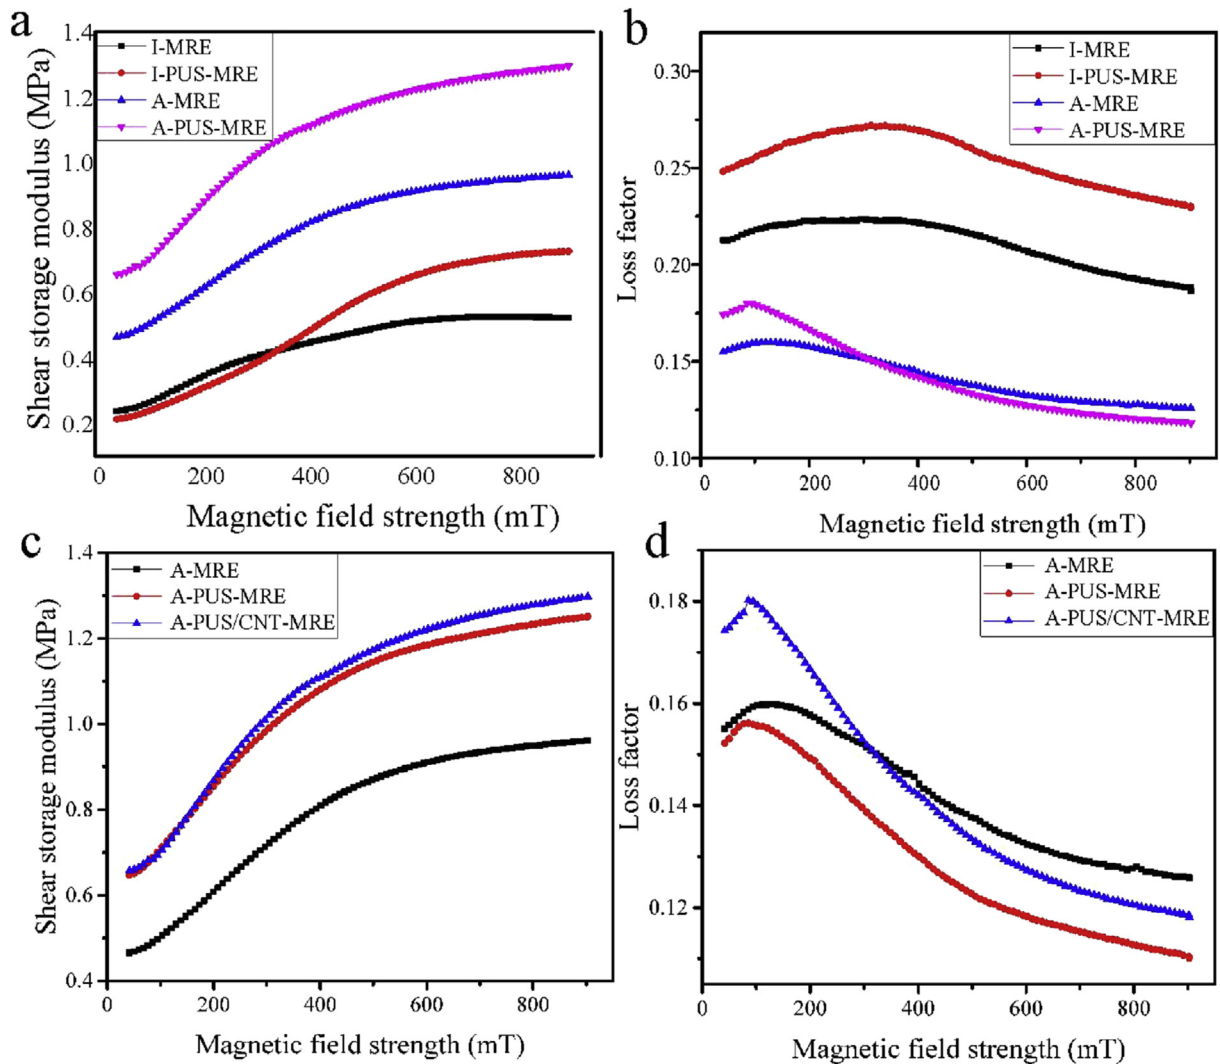 a
Shear storage modulus (MPa)
1.4
1.2
1.0
0.8
0.6
0.4
0.2
I-MRE
I-PUS-MRE
A-MRE
A-PUS-MRE
0 200 400 600 800
Magnetic field strength (mT)
b
Loss factor
0.30
0.25
0.20
0.15
0.10
I-MRE
I-PUS-MRE
A-MRE
A-PUS-MRE
0 200 400 600 800
Magnetic field strength (mT)
c
Shear storage modulus (MPa)
1.4
1.2
1.0
0.8
0.6
0.4
A-MRE
A-PUS-MRE
A-PUS/CNT-MRE
0 200 400 600 800
Magnetic field strength (mT)
d
Loss factor
0.18
0.16
0.14
0.12
A-MRE
A-PUS-MRE
A-PUS/CNT-MRE
0 200 400 600 800
Magnetic field strength (mT)